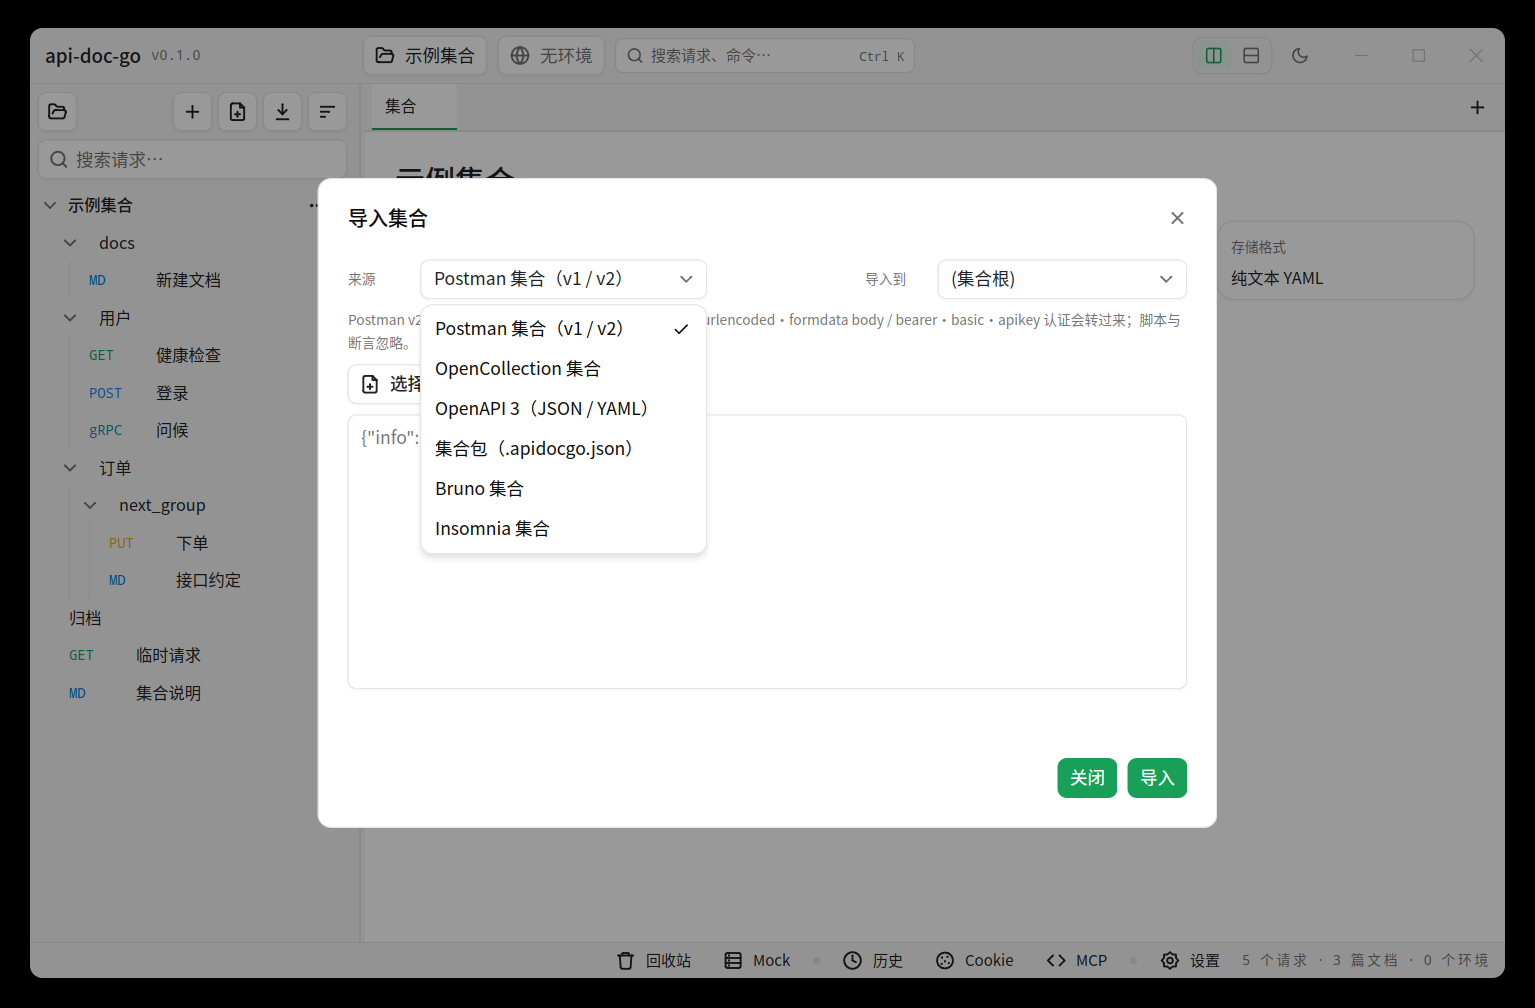 api-doc-go v0.1.0
示例集合
无环境
搜索请求、命令… Ctrl K
集合
搜索请求…
示例集合
docs
MD 新建文档
用户
GET 健康检查
POST 登录
gRPC 问候
订单
next_group
PUT 下单
MD 接口约定
归档
GET 临时请求
MD 集合说明
存储格式
纯文本 YAML
导入集合
来源 Postman 集合（v1 / v2） 导入到 (集合根)
Postman v2 urlencoded・formdata body / bearer・basic・apikey 认证会转过来；脚本与
断言忽略。
选择
{"info":
Postman 集合（v1 / v2）
OpenCollection 集合
OpenAPI 3（JSON / YAML）
集合包（.apidocgo.json）
Bruno 集合
Insomnia 集合
关闭 导入
回收站 Mock 历史 Cookie MCP 设置 5 个请求 · 3 篇文档 · 0 个环境